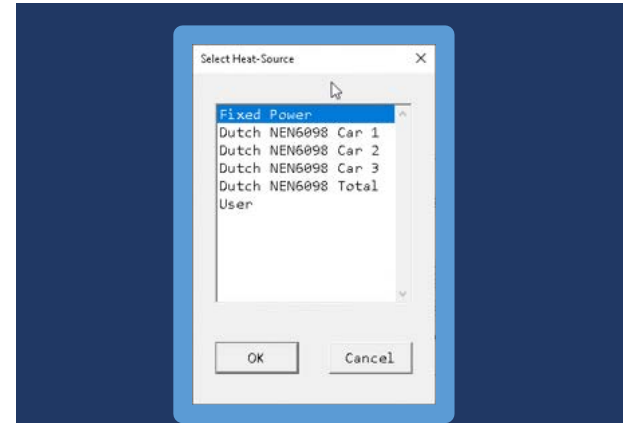 Select Heat-Source
Fixed Power
Dutch NEN6098 Car 1
Dutch NEN6098 Car 2
Dutch NEN6098 Car 3
Dutch NEN6098 Total
User
OK
Cancel